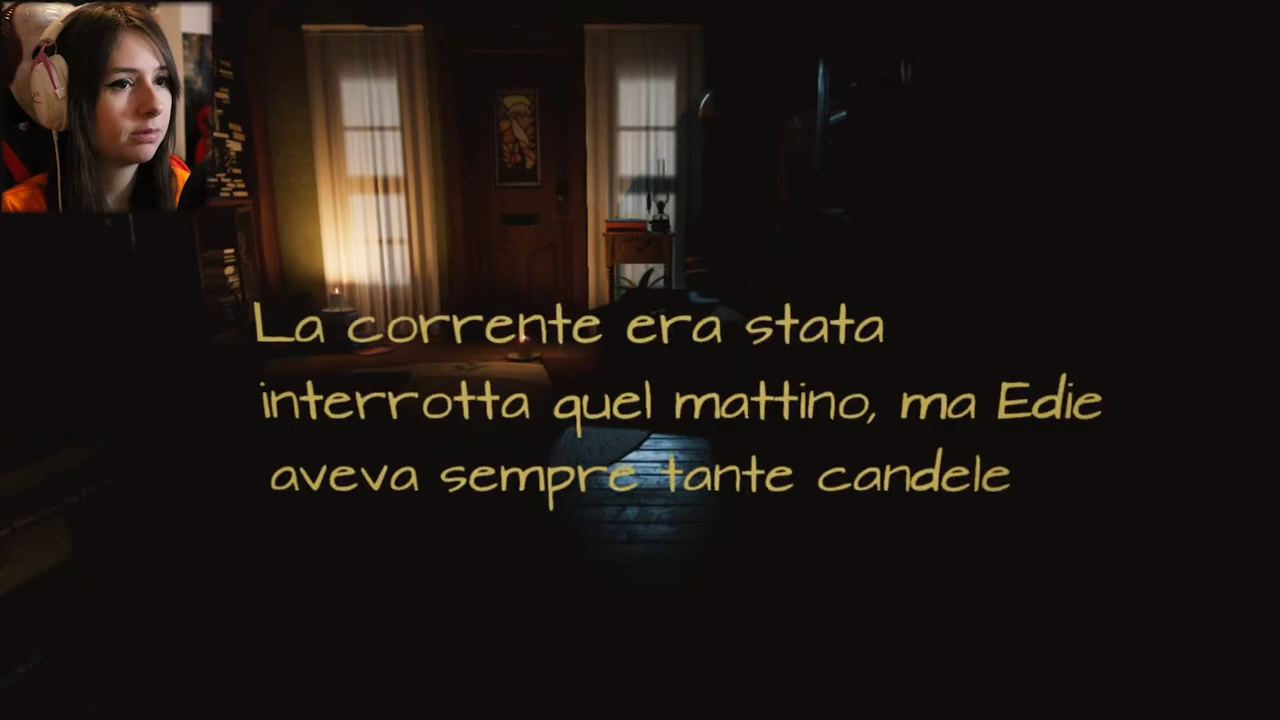 La corrente era stata
interrotta quel mattino, ma Edie
aveva sempre tante candele